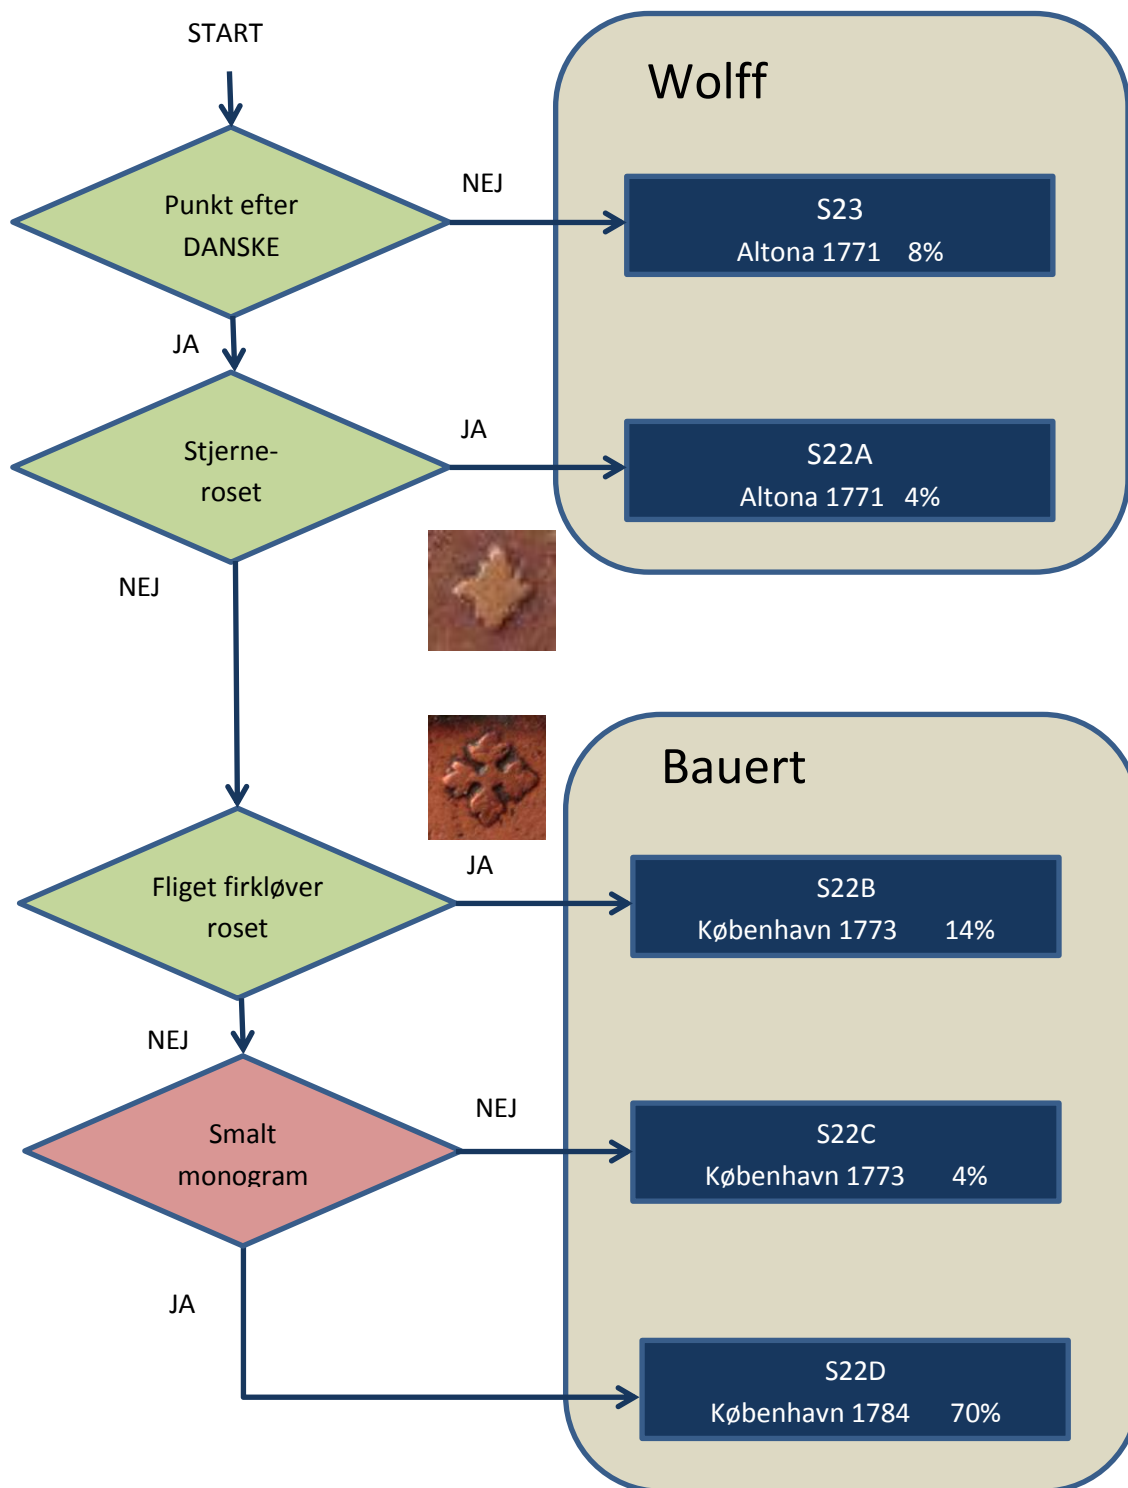 START
Wolff
Punkt efter
DANSKE
NEJ
S23
Altona 1771 8%
JA
Stjerne-
roset
JA
S22A
Altona 1771 4%
NEJ
Bauert
Fliget firkløver
roset
JA
S22B
København 1773 14%
NEJ
Smalt
monogram
NEJ
S22C
København 1773 4%
JA
S22D
København 1784 70%